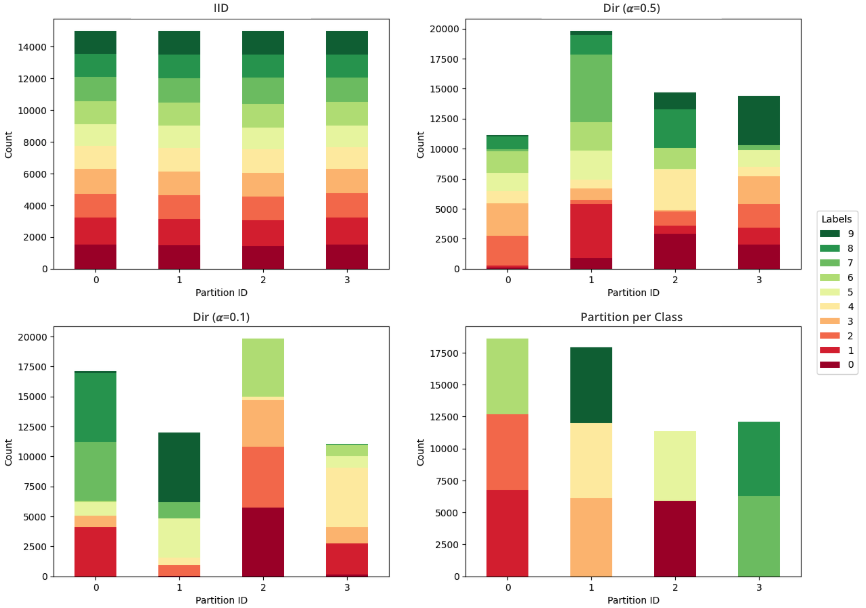 IID
14000
12000
10000
8000
6000
4000
2000
0
Count
0 1 2 3
Partition ID
Dir (α=0.5)
20000
17500
15000
12500
10000
7500
5000
2500
0
Count
0 1 2 3
Partition ID
Labels
9
8
7
6
5
4
3
2
1
0
Dir (α=0.1)
20000
17500
15000
12500
10000
7500
5000
2500
0
Count
0 1 2 3
Partition ID
Partition per Class
17500
15000
12500
10000
7500
5000
2500
0
Count
0 1 2 3
Partition ID